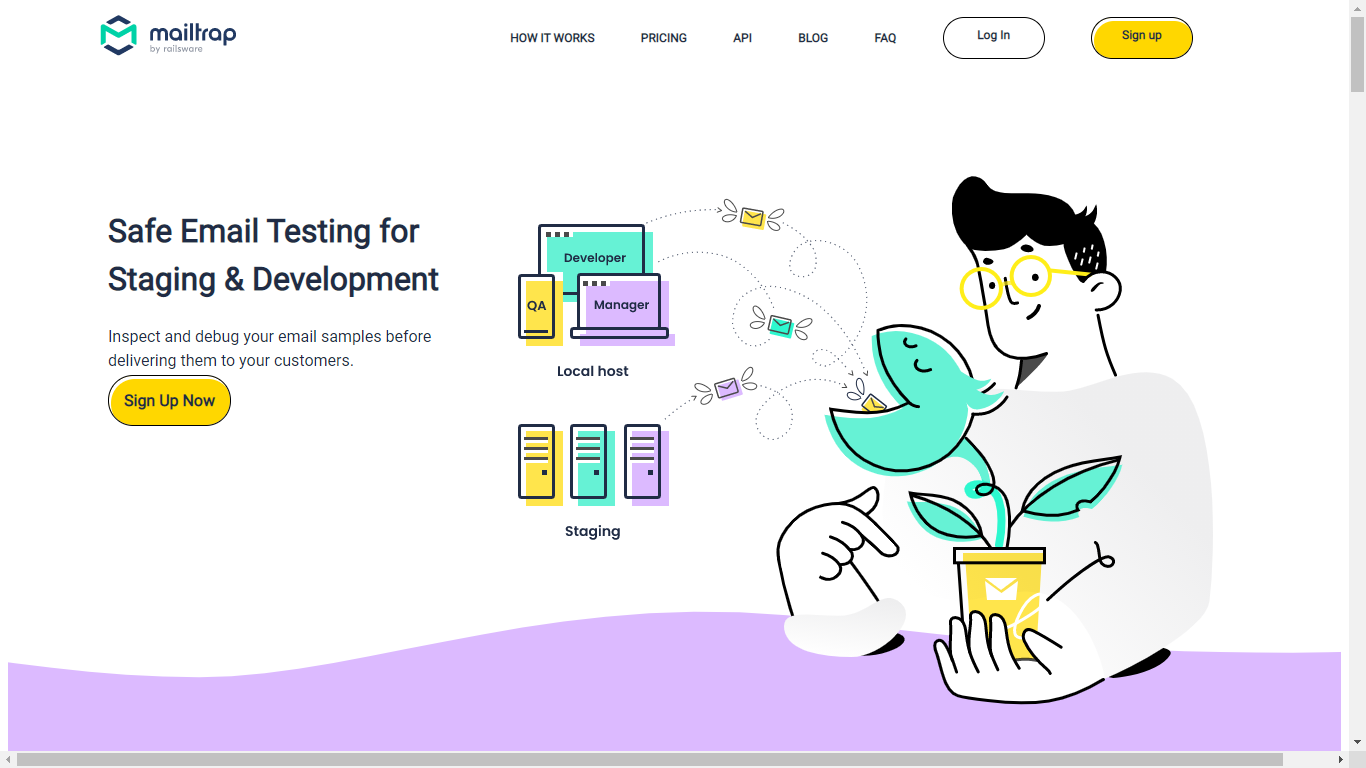 mailtrap
by railsware
HOW IT WORKS
PRICING
API
BLOG
FAQ
Log In
Sign up
Safe Email Testing for
Staging & Development
Inspect and debug your email samples before
delivering them to your customers.
Sign Up Now
Developer
QA
Manager
Local host
Staging